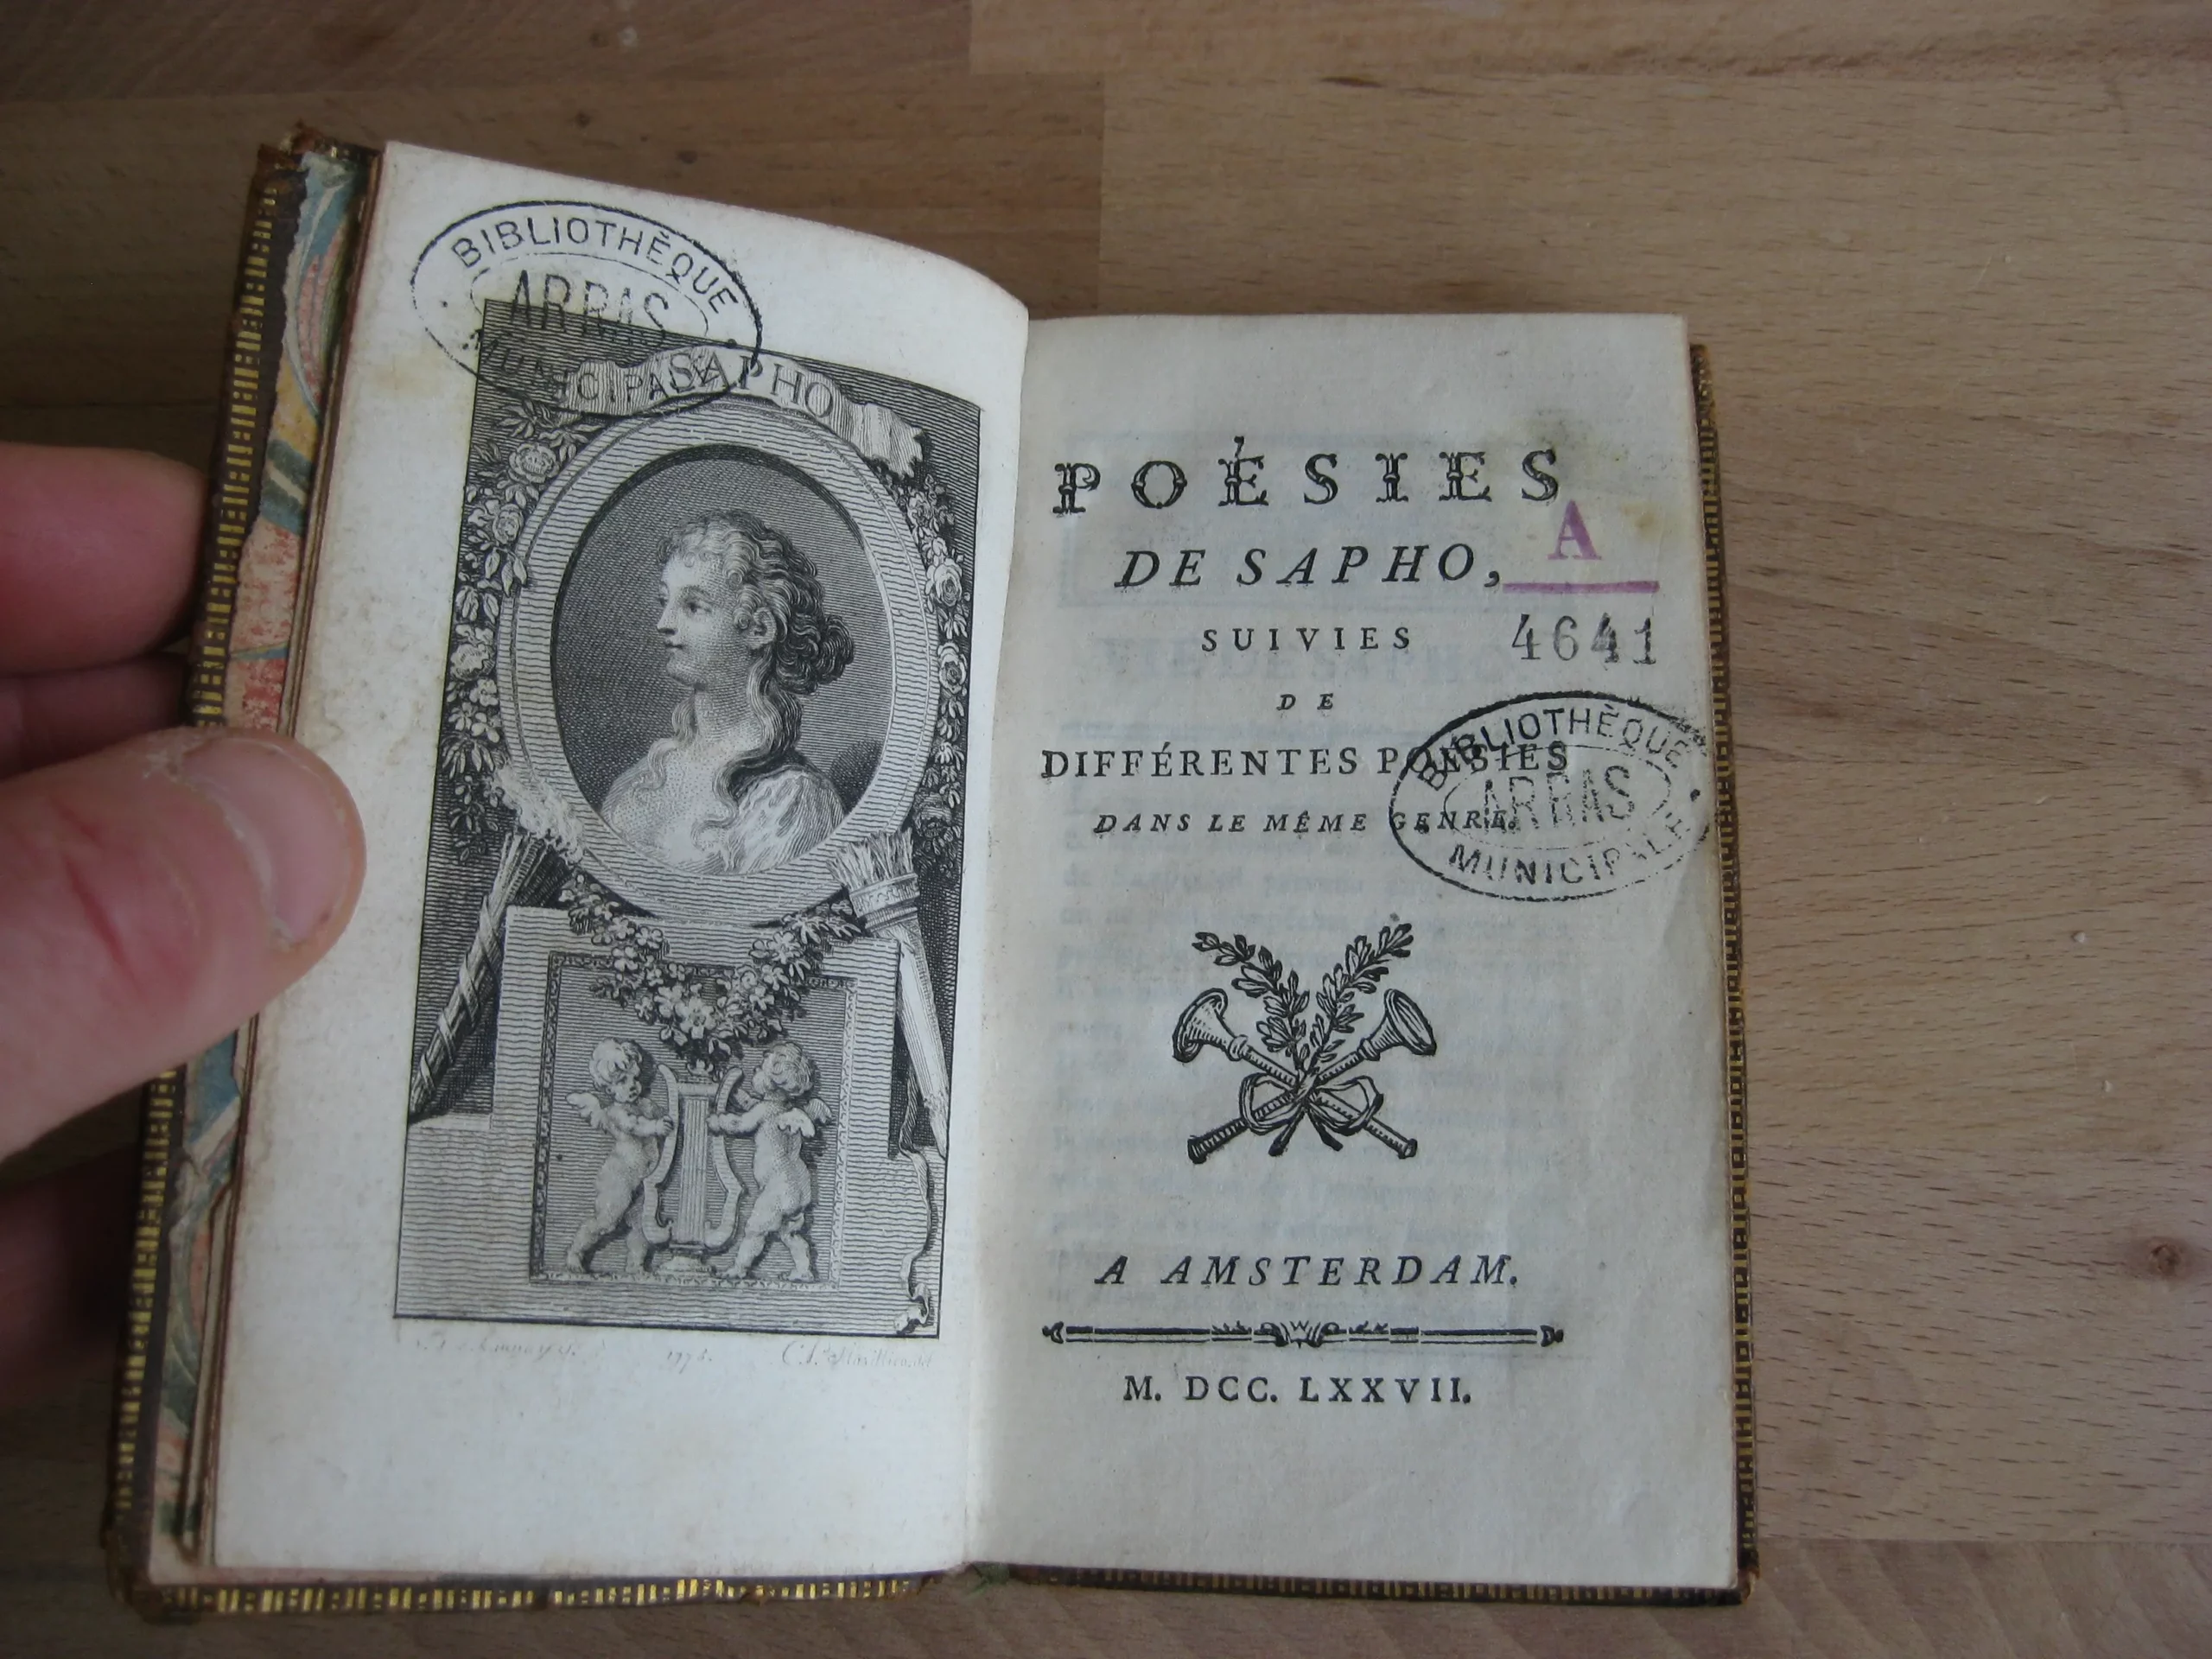 BIBLIOTHÈQUE
ARRAS
MUNICIPALE
SAPHO
POÉSIES
A
DE SAPHO,
4641
SUIVIES
DE
DIFFÉRENTES POÉSIES
DANS LE MÊME GENRE.
BIBLIOTHÈQUE
ARRAS
MUNICIPALE
A AMSTERDAM.
M. DCC. LXXVII.